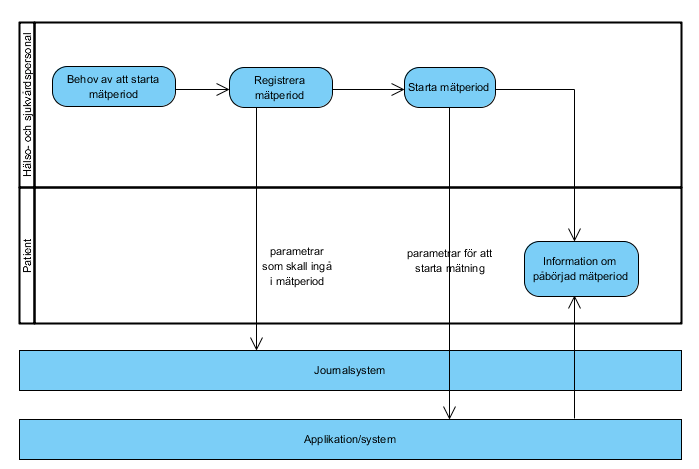 Hälso- och sjukvårdspersonal
Behov av att starta
mätperiod
Registrera
mätperiod
Starta mätperiod
Patient
parametrar
som skall ingå
i mätperiod
parametrar för att
starta mätning
Information om
påbörjad mätperiod
Journalsystem
Applikation/system